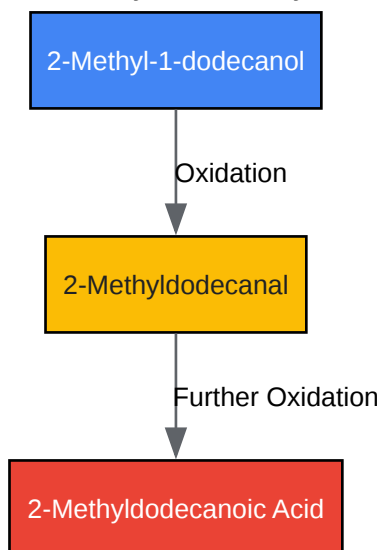 2-Methyl-1-dodecanol
Oxidation
2-Methyldodecanal
Further Oxidation
2-Methyldodecanoic Acid